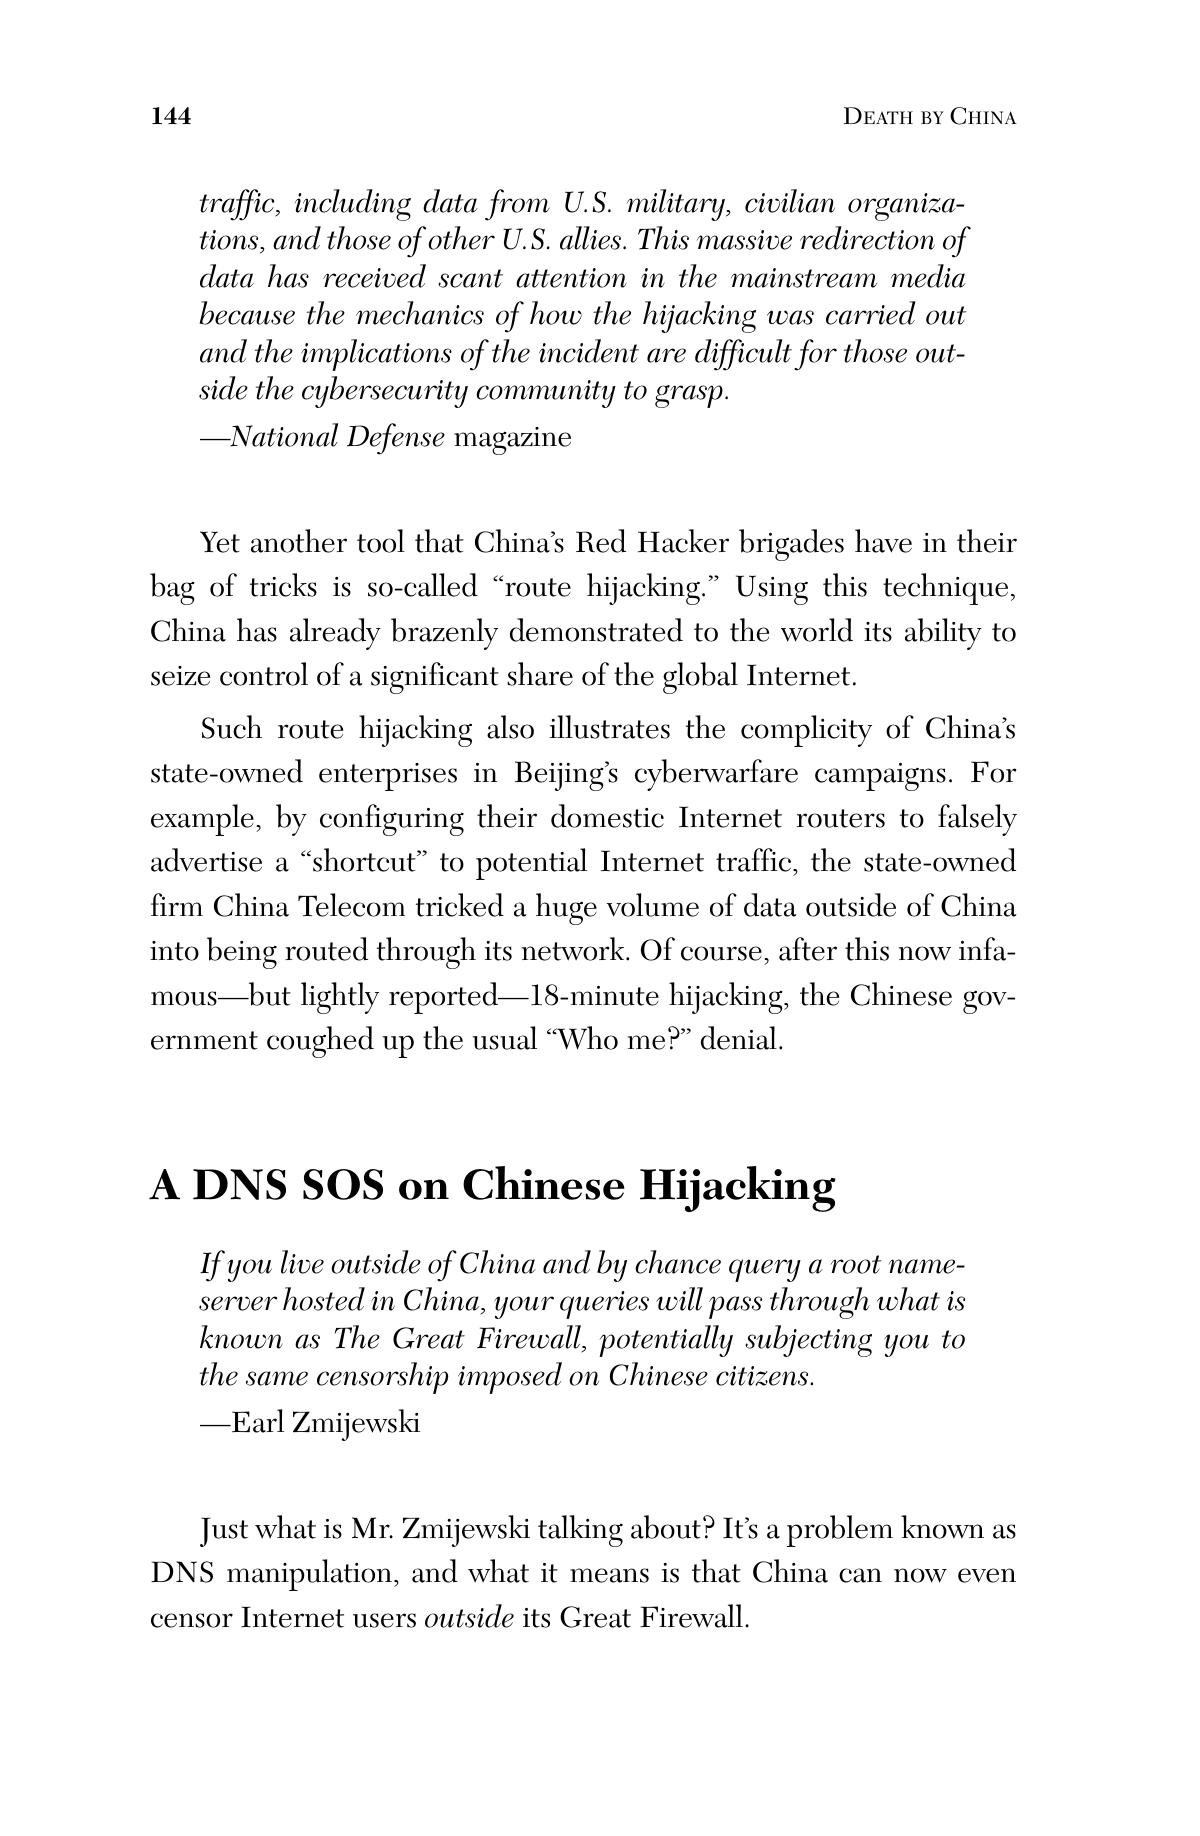 144 DEATH BY CHINA
traffic, including data from U.S. military, civilian organiza-
tions, and those of other U.S. allies. This massive redirection of
data has received scant attention in the mainstream media
because the mechanics of how the hijacking was carried out
and the implications of the incident are difficult for those out-
side the cybersecurity community to grasp.
—National Defense magazine
Yet another tool that China’s Red Hacker brigades have in their
bag of tricks is so-called “route hijacking.” Using this technique,
China has already brazenly demonstrated to the world its ability to
seize control of a significant share of the global Internet.
Such route hijacking also illustrates the complicity of China’s
state-owned enterprises in Beijing’s cyberwarfare campaigns. For
example, by configuring their domestic Internet routers to falsely
advertise a “shortcut” to potential Internet traffic, the state-owned
firm China Telecom tricked a huge volume of data outside of China
into being routed through its network. Of course, after this now infa-
mous—but lightly reported—18-minute hijacking, the Chinese gov-
ernment coughed up the usual “Who me?” denial.
A DNS SOS on Chinese Hijacking
If you live outside of China and by chance query a root name-
server hosted in China, your queries will pass through what is
known as The Great Firewall, potentially subjecting you to
the same censorship imposed on Chinese citizens.
—Earl Zmijewski
Just what is Mr. Zmijewski talking about? It’s a problem known as
DNS manipulation, and what it means is that China can now even
censor Internet users outside its Great Firewall.